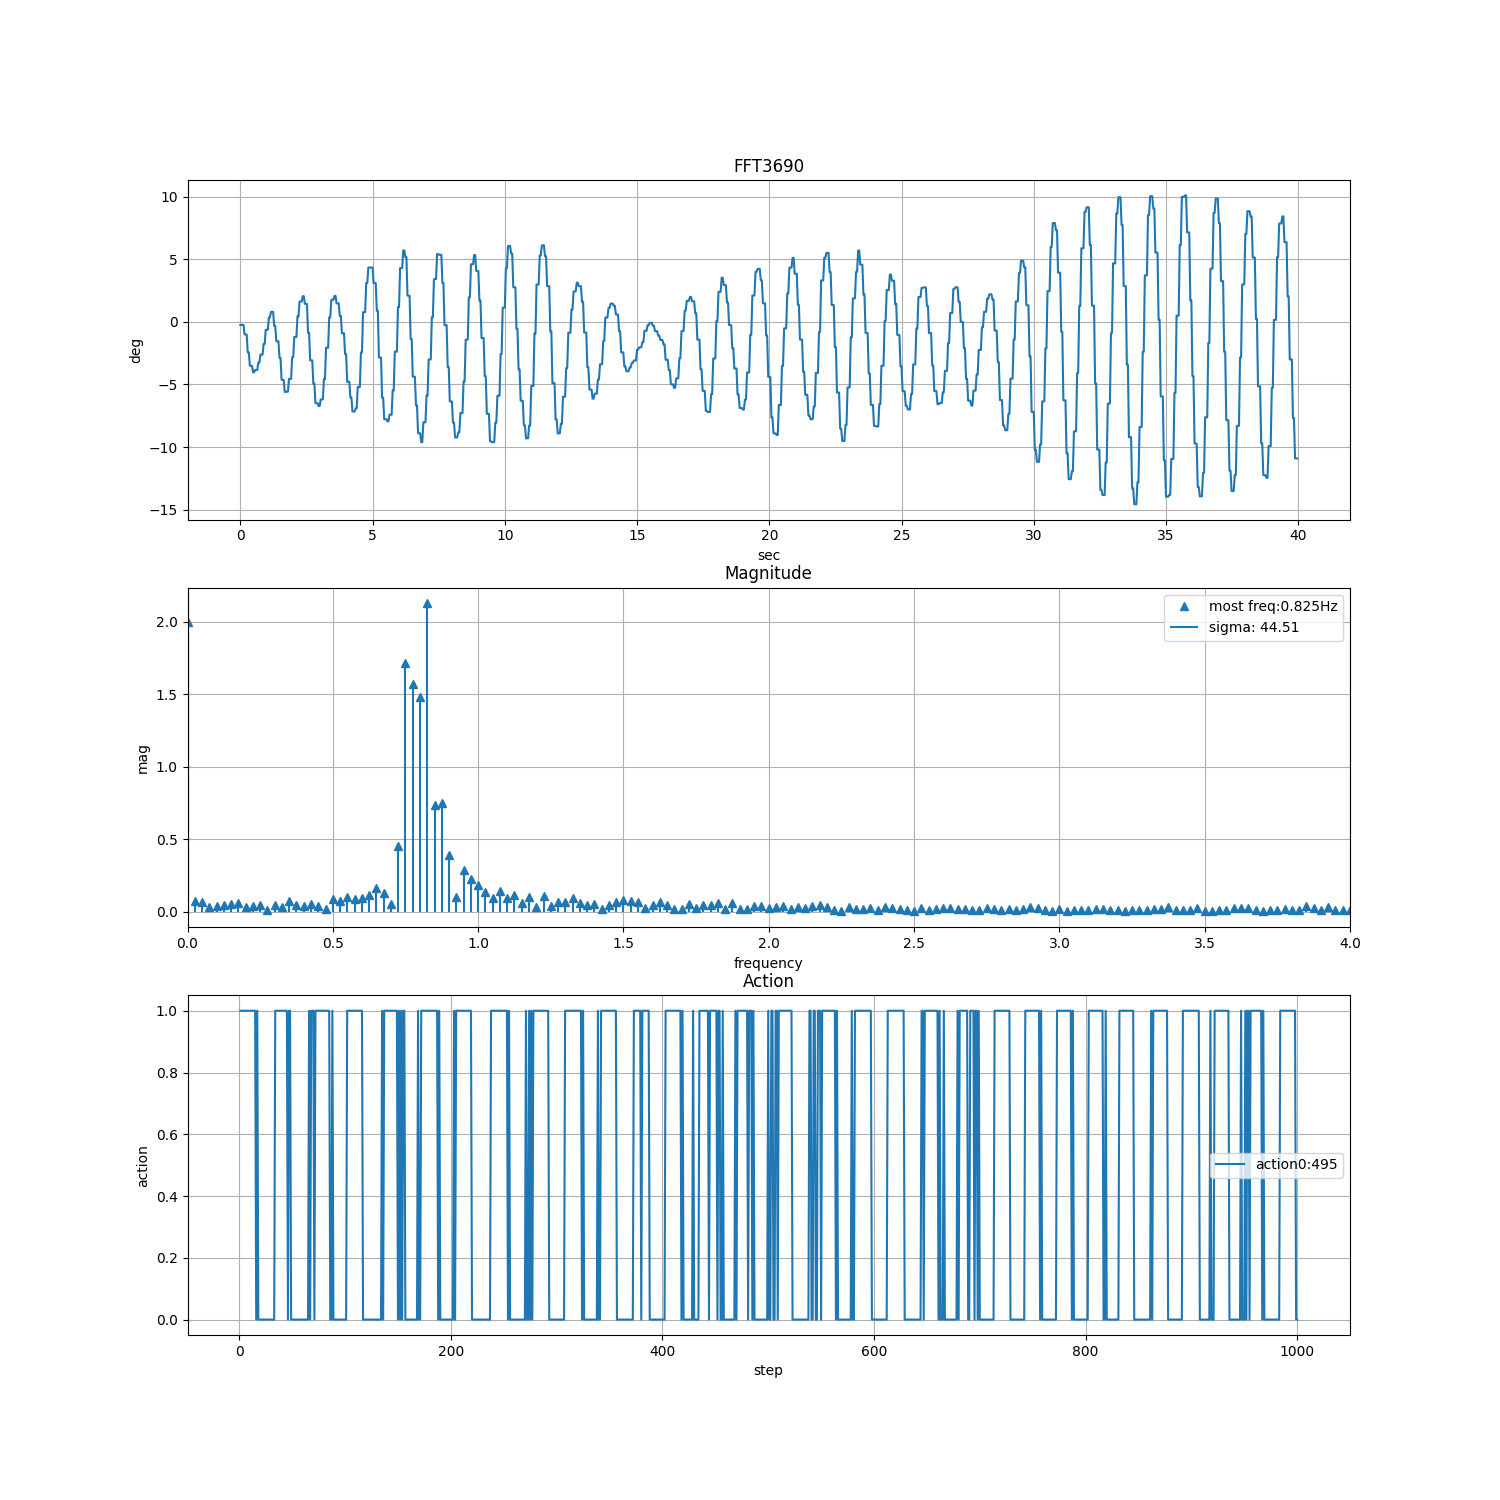 FFT3690
10
5
0
−5
−10
−15
deg
0 5 10 15 20 25 30 35 40
sec
Magnitude
most freq:0.825Hz
sigma: 44.51
2.0
1.5
1.0
0.5
0.0
mag
0.0 0.5 1.0 1.5 2.0 2.5 3.0 3.5 4.0
frequency
Action
1.0
0.8
0.6
0.4
0.2
0.0
action
action0:495
0 200 400 600 800 1000
step